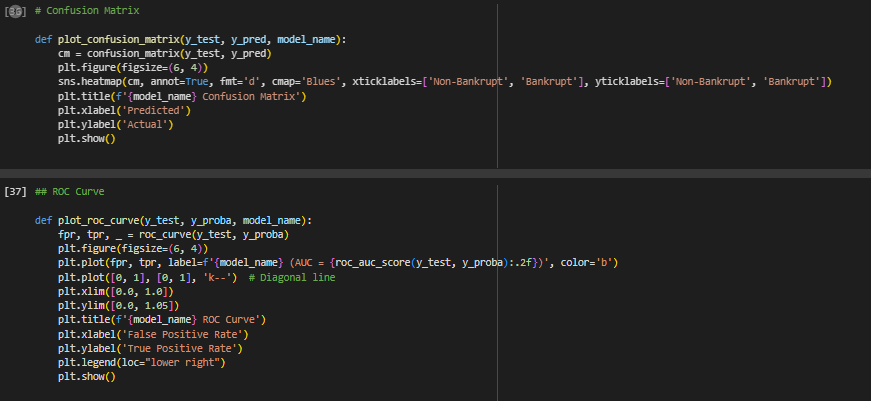 # Confusion Matrix
def plot_confusion_matrix(y_test, y_pred, model_name):
    cm = confusion_matrix(y_test, y_pred)
    plt.figure(figsize=(6, 4))
    sns.heatmap(cm, annot=True, fmt='d', cmap='Blues', xticklabels=['Non-Bankrupt', 'Bankrupt'], yticklabels=['Non-Bankrupt', 'Bankrupt'])
    plt.title(f'{model_name} Confusion Matrix')
    plt.xlabel('Predicted')
    plt.ylabel('Actual')
    plt.show()
[37] ## ROC Curve
def plot_roc_curve(y_test, y_proba, model_name):
    fpr, tpr, _ = roc_curve(y_test, y_proba)
    plt.figure(figsize=(6, 4))
    plt.plot(fpr, tpr, label=f'{model_name} (AUC = {roc_auc_score(y_test, y_proba):.2f})', color='b')
    plt.plot([0, 1], [0, 1], 'k--')  # Diagonal line
    plt.xlim([0.0, 1.0])
    plt.ylim([0.0, 1.05])
    plt.title(f'{model_name} ROC Curve')
    plt.xlabel('False Positive Rate')
    plt.ylabel('True Positive Rate')
    plt.legend(loc="lower right")
    plt.show()